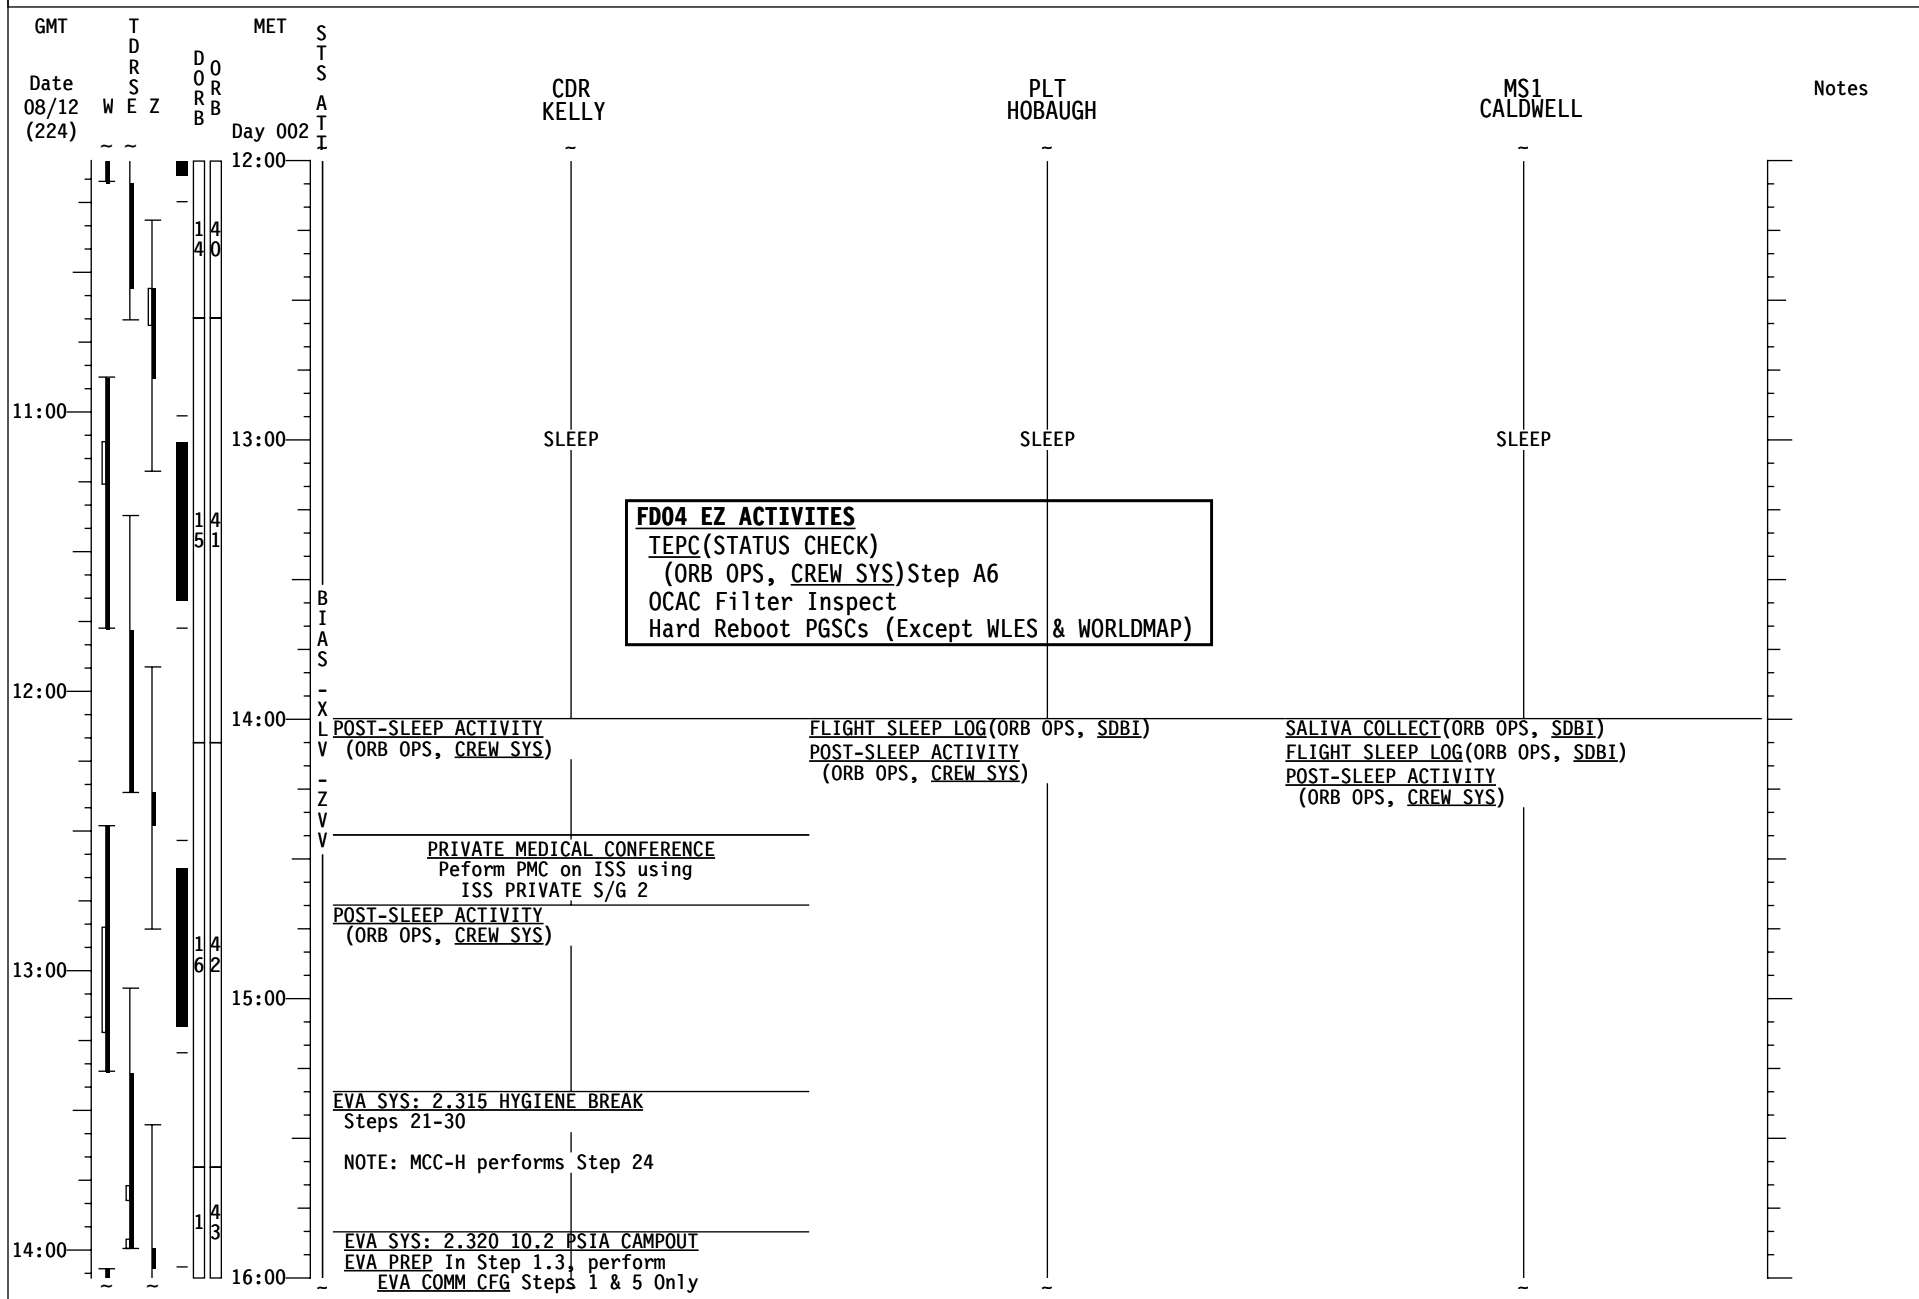 GMT
TDRS
DORB
ORB
MET
STS ATT
Date
08/12
(224)
W E Z
Day 002
CDR
KELLY
PLT
HOBAUGH
MS1
CALDWELL
Notes
~ ~ ~ ~ ~
12:00
14 40
11:00
13:00
SLEEP SLEEP SLEEP
15 41
FD04 EZ ACTIVITES
TEPC(STATUS CHECK)
(ORB OPS, CREW SYS)Step A6
OCAC Filter Inspect
Hard Reboot PGSCs (Except WLES & WORLDMAP)
BIAS -XLV -ZVV
12:00
14:00
POST-SLEEP ACTIVITY
(ORB OPS, CREW SYS)
FLIGHT SLEEP LOG(ORB OPS, SDBI)
POST-SLEEP ACTIVITY
(ORB OPS, CREW SYS)
SALIVA COLLECT(ORB OPS, SDBI)
FLIGHT SLEEP LOG(ORB OPS, SDBI)
POST-SLEEP ACTIVITY
(ORB OPS, CREW SYS)
PRIVATE MEDICAL CONFERENCE
Peform PMC on ISS using
ISS PRIVATE S/G 2
POST-SLEEP ACTIVITY
(ORB OPS, CREW SYS)
16 42
13:00
15:00
EVA SYS: 2.315 HYGIENE BREAK
Steps 21-30
NOTE: MCC-H performs Step 24
1 43
14:00
EVA SYS: 2.320 10.2 PSIA CAMPOUT
EVA PREP In Step 1.3, perform
EVA COMM CFG Steps 1 & 5 Only
16:00
~ ~ ~ ~ ~ ~